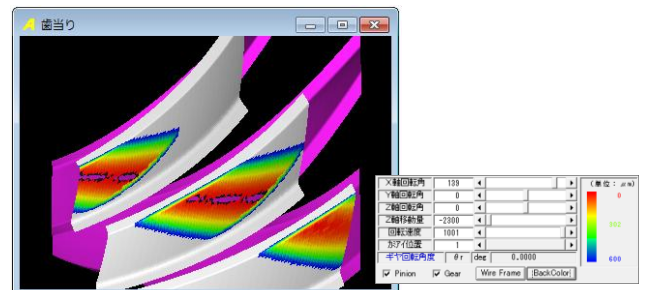 歯当り
X軸回転角 139
Y軸回転角 0
Z軸回転角 0
Z軸移動量 -2300
回転速度 1001
カジアイ位置 1
ギヤ回転角度 θr deg 0.0000
Pinion Gear Wire Frame |BackColor|
(単位: μm)
0
302
600